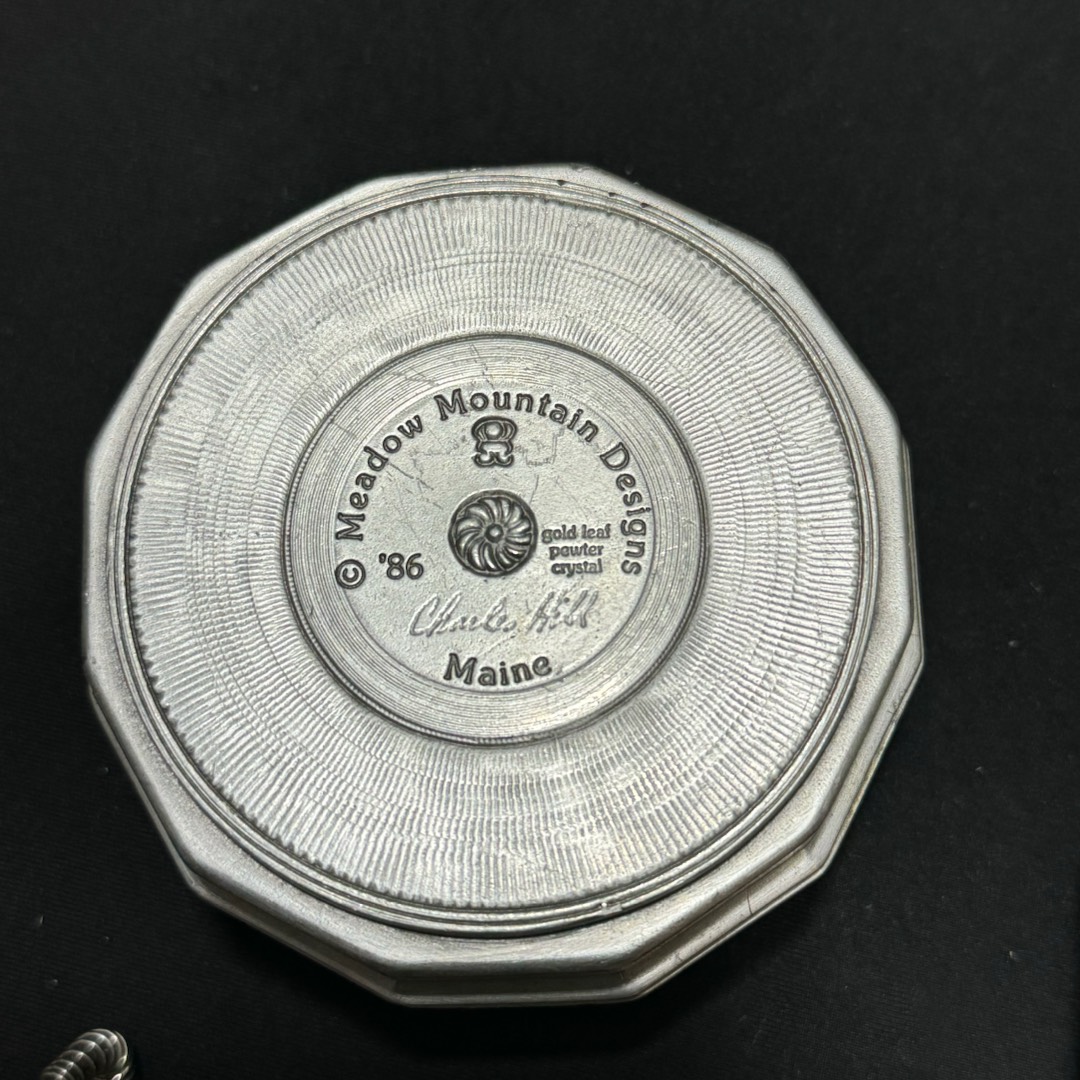 © Meadow Mountain Designs
'86
gold leaf
pewter
crystal
Charles Hill
Maine